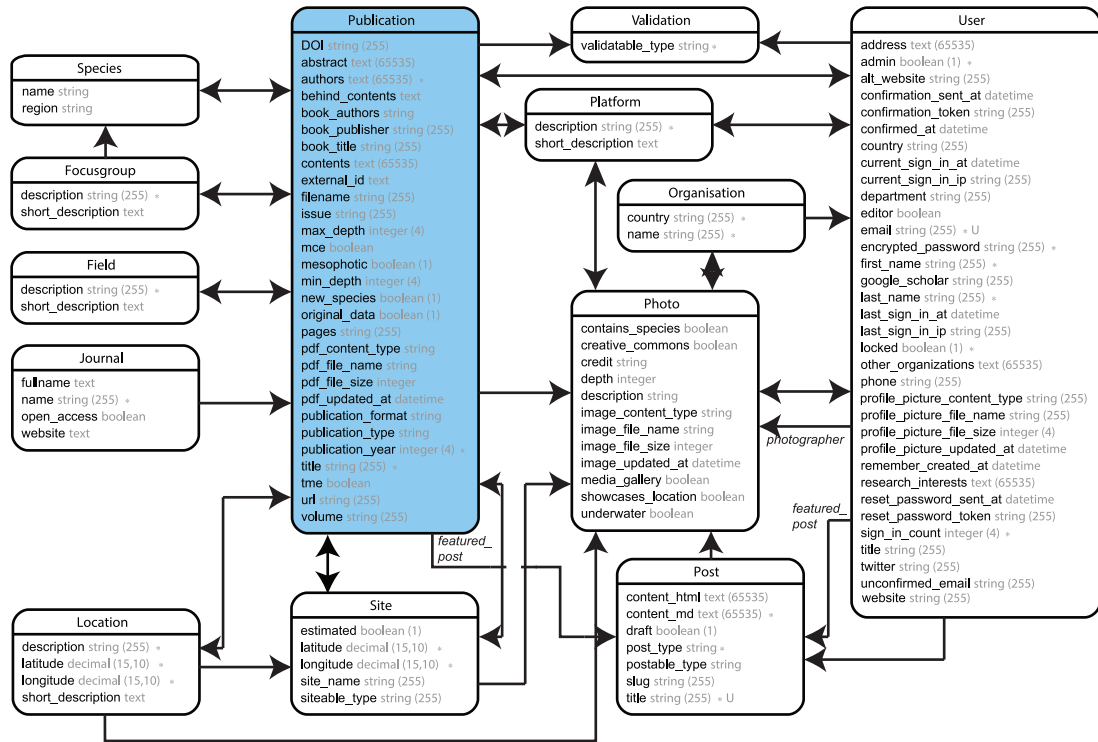 Publication
DOI string (255)
abstract text (65535)
authors text (65535) *
behind_contents text
book_authors string
book_publisher string (255)
book_title string (255)
contents text (65535)
external_id text
filename string (255)
issue string (255)
max_depth integer (4)
mce boolean
mesophotic boolean (1)
min_depth integer (4)
new_species boolean (1)
original_data boolean (1)
pages string (255)
pdf_content_type string
pdf_file_name string
pdf_file_size integer
pdf_updated_at datetime
publication_format string
publication_type string
publication_year integer (4) *
title string (255) *
tme boolean
url string (255)
volume string (255)
Validation
validatable_type string *
User
address text (65535)
admin boolean (1) *
alt_website string (255)
confirmation_sent_at datetime
confirmation_token string (255)
confirmed_at datetime
country string (255)
current_sign_in_at datetime
current_sign_in_ip string (255)
department string (255)
editor boolean
email string (255) * U
encrypted_password string (255) *
first_name string (255) *
google_scholar string (255)
last_name string (255) *
last_sign_in_at datetime
last_sign_in_ip string (255)
locked boolean (1) *
other_organizations text (65535)
phone string (255)
profile_picture_content_type string (255)
profile_picture_file_name string (255)
profile_picture_file_size integer (4)
profile_picture_updated_at datetime
remember_created_at datetime
research_interests text (65535)
reset_password_sent_at datetime
reset_password_token string (255)
sign_in_count integer (4) *
title string (255)
twitter string (255)
unconfirmed_email string (255)
website string (255)
Species
name string
region string
Platform
description string (255) *
short_description text
Focusgroup
description string (255) *
short_description text
Organisation
country string (255) *
name string (255) *
Field
description string (255) *
short_description text
Photo
contains_species boolean
creative_commons boolean
credit string
depth integer
description string
image_content_type string
image_file_name string
image_file_size integer
image_updated_at datetime
media_gallery boolean
showcases_location boolean
underwater boolean
Journal
fullname text
name string (255) *
open_access boolean
website text
photographer
featured_
post
featured_
post
Post
content_html text (65535)
content_md text (65535) *
draft boolean (1)
post_type string *
postable_type string
slug string (255)
title string (255) * U
Site
estimated boolean (1)
latitude decimal (15,10) *
longitude decimal (15,10) *
site_name string (255)
siteable_type string (255)
Location
description string (255) *
latitude decimal (15,10) *
longitude decimal (15,10) *
short_description text